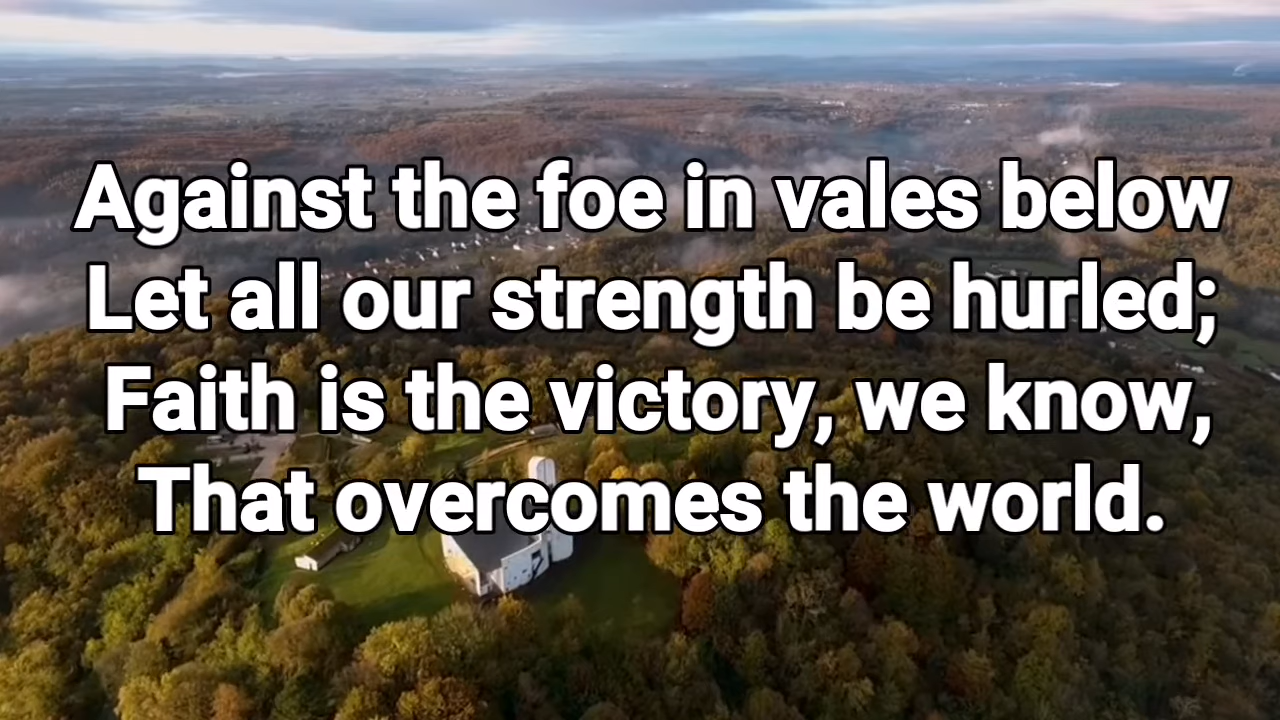 Against the foe in vales below
Let all our strength be hurled;
Faith is the victory, we know,
That overcomes the world.